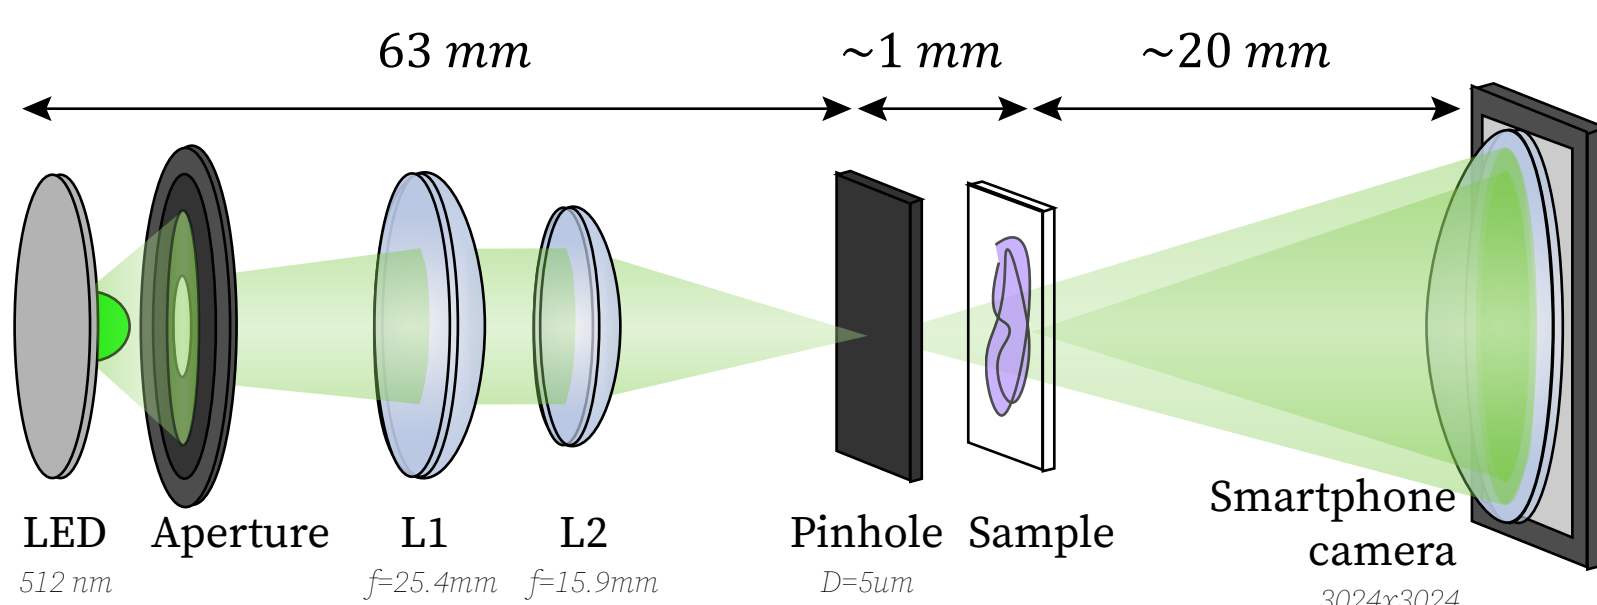 63 mm
~1 mm
~20 mm
LED
Aperture
L1
L2
Pinhole
Sample
Smartphone
camera
512 nm
f=25.4mm
f=15.9mm
D=5um
3024x3024